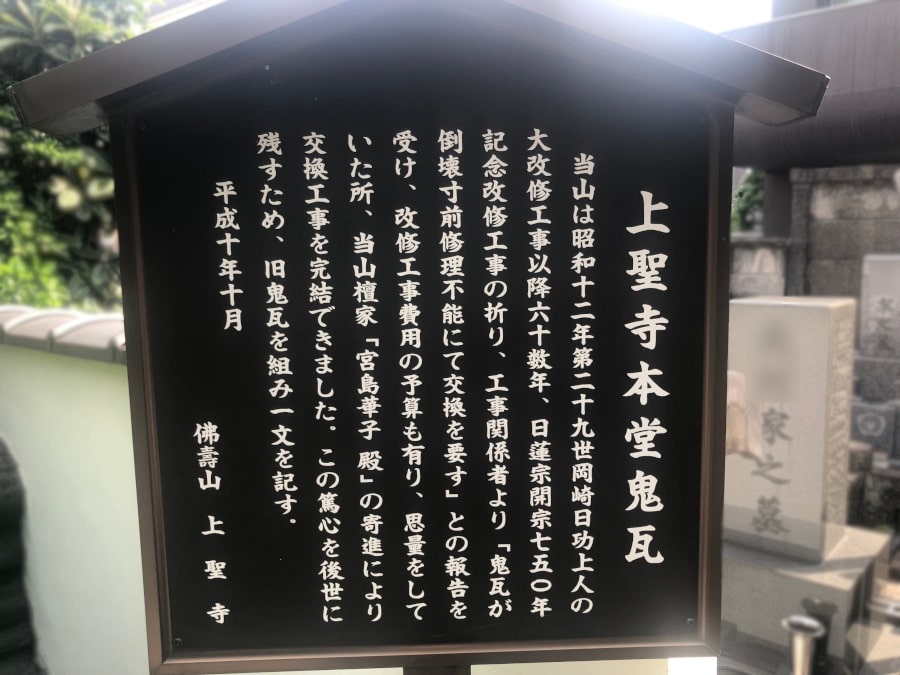 上聖寺本堂鬼瓦
当山は昭和十二年第二十九世岡崎日功上人の
大改修工事以降六十数年、日蓮宗開宗七五〇年
記念改修工事の折り、工事関係者より「鬼瓦が
倒壊寸前修理不能にて交換を要す」との報告を
受け、改修工事費用の予算も有り、思量をして
いた所、当山檀家「宮島華子 殿」の寄進により
交換工事を完結できました。この篤心を後世に
残すため、旧鬼瓦を組み一文を記す。
平成十年十月
佛壽山 上聖寺
家之墓